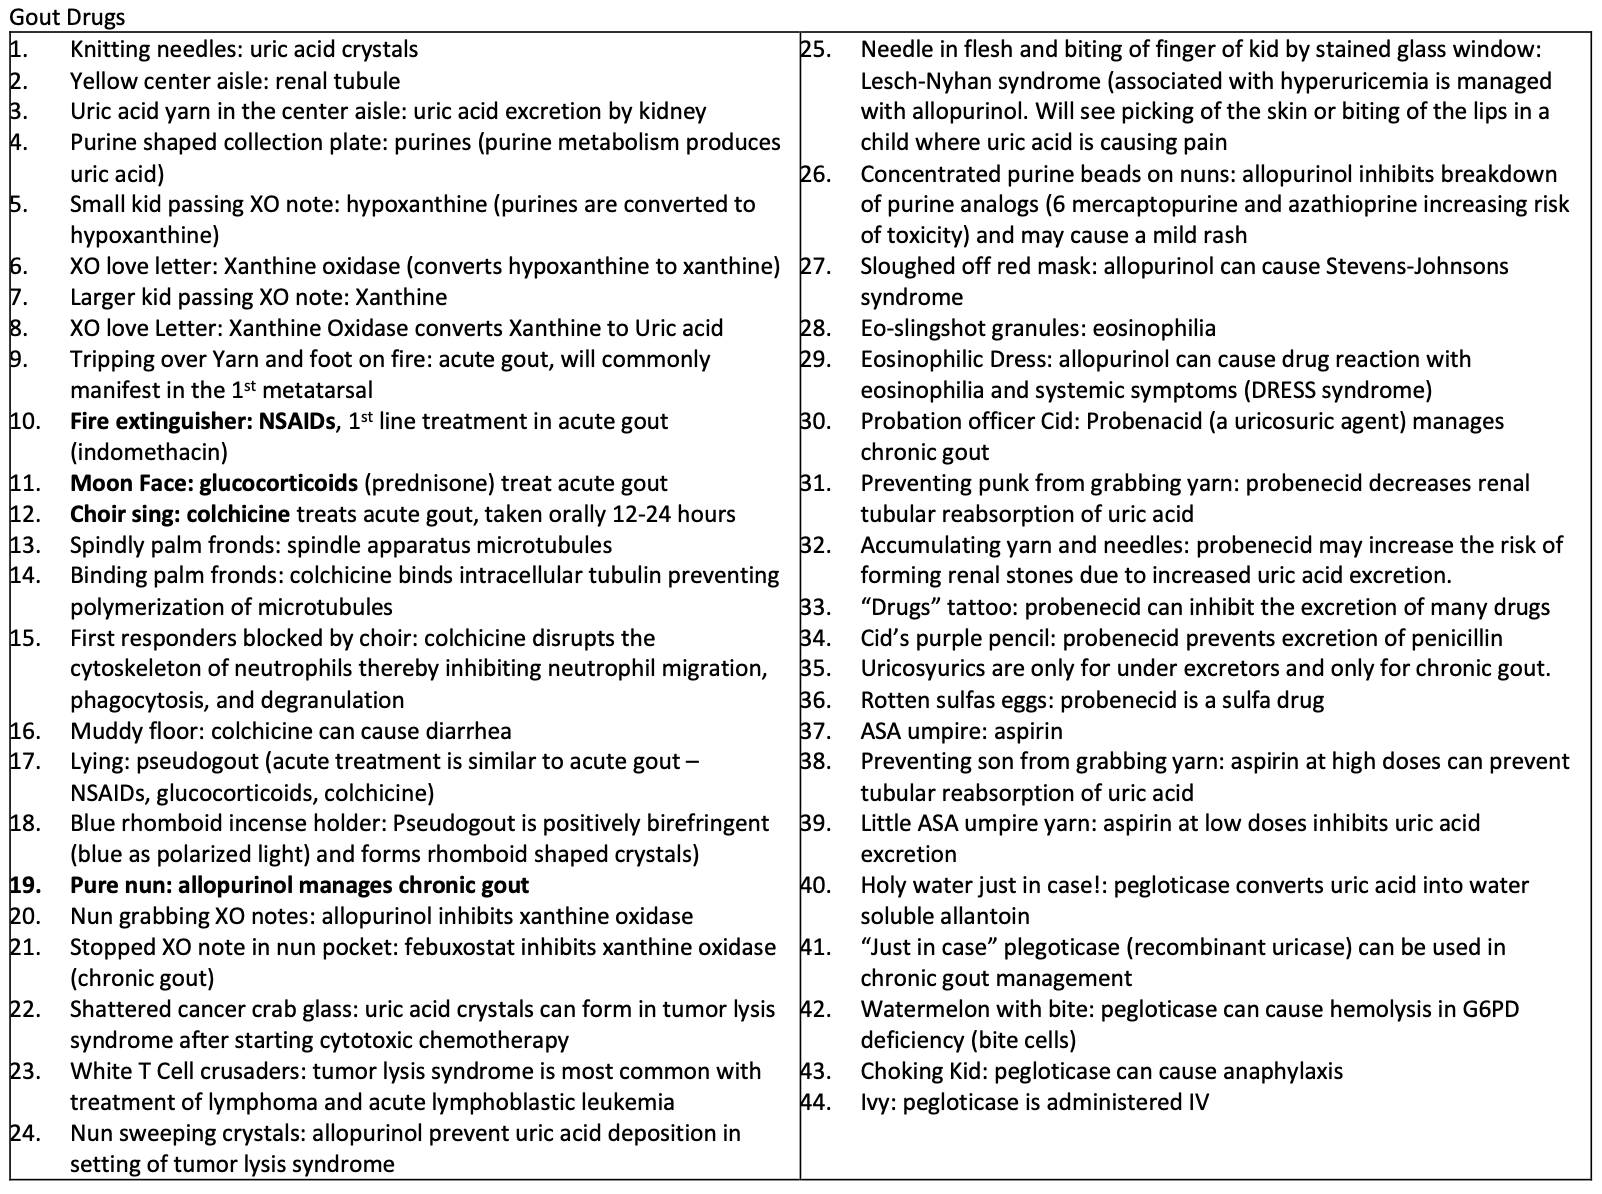 Gout Drugs
1. Knitting needles: uric acid crystals
2. Yellow center aisle: renal tubule
3. Uric acid yarn in the center aisle: uric acid excretion by kidney
4. Purine shaped collection plate: purines (purine metabolism produces
uric acid)
5. Small kid passing XO note: hypoxanthine (purines are converted to
hypoxanthine)
6. XO love letter: Xanthine oxidase (converts hypoxanthine to xanthine)
7. Larger kid passing XO note: Xanthine
8. XO love Letter: Xanthine Oxidase converts Xanthine to Uric acid
9. Tripping over Yarn and foot on fire: acute gout, will commonly
manifest in the 1st metatarsal
10. Fire extinguisher: NSAIDs, 1st line treatment in acute gout
(indomethacin)
11. Moon Face: glucocorticoids (prednisone) treat acute gout
12. Choir sing: colchicine treats acute gout, taken orally 12-24 hours
13. Spindly palm fronds: spindle apparatus microtubules
14. Binding palm fronds: colchicine binds intracellular tubulin preventing
polymerization of microtubules
15. First responders blocked by choir: colchicine disrupts the
cytoskeleton of neutrophils thereby inhibiting neutrophil migration,
phagocytosis, and degranulation
16. Muddy floor: colchicine can cause diarrhea
17. Lying: pseudogout (acute treatment is similar to acute gout –
NSAIDs, glucocorticoids, colchicine)
18. Blue rhomboid incense holder: Pseudogout is positively birefringent
(blue as polarized light) and forms rhomboid shaped crystals)
19. Pure nun: allopurinol manages chronic gout
20. Nun grabbing XO notes: allopurinol inhibits xanthine oxidase
21. Stopped XO note in nun pocket: febuxostat inhibits xanthine oxidase
(chronic gout)
22. Shattered cancer crab glass: uric acid crystals can form in tumor lysis
syndrome after starting cytotoxic chemotherapy
23. White T Cell crusaders: tumor lysis syndrome is most common with
treatment of lymphoma and acute lymphoblastic leukemia
24. Nun sweeping crystals: allopurinol prevent uric acid deposition in
setting of tumor lysis syndrome
25. Needle in flesh and biting of finger of kid by stained glass window:
Lesch-Nyhan syndrome (associated with hyperuricemia is managed
with allopurinol. Will see picking of the skin or biting of the lips in a
child where uric acid is causing pain
26. Concentrated purine beads on nuns: allopurinol inhibits breakdown
of purine analogs (6 mercaptopurine and azathioprine increasing risk
of toxicity) and may cause a mild rash
27. Sloughed off red mask: allopurinol can cause Stevens-Johnsons
syndrome
28. Eo-slingshot granules: eosinophilia
29. Eosinophilic Dress: allopurinol can cause drug reaction with
eosinophilia and systemic symptoms (DRESS syndrome)
30. Probation officer Cid: Probenacid (a uricosuric agent) manages
chronic gout
31. Preventing punk from grabbing yarn: probenecid decreases renal
tubular reabsorption of uric acid
32. Accumulating yarn and needles: probenecid may increase the risk of
forming renal stones due to increased uric acid excretion.
33. “Drugs” tattoo: probenecid can inhibit the excretion of many drugs
34. Cid’s purple pencil: probenecid prevents excretion of penicillin
35. Uricosyurics are only for under excretors and only for chronic gout.
36. Rotten sulfas eggs: probenecid is a sulfa drug
37. ASA umpire: aspirin
38. Preventing son from grabbing yarn: aspirin at high doses can prevent
tubular reabsorption of uric acid
39. Little ASA umpire yarn: aspirin at low doses inhibits uric acid
excretion
40. Holy water just in case!: pegloticase converts uric acid into water
soluble allantoin
41. “Just in case” plegoticase (recombinant uricase) can be used in
chronic gout management
42. Watermelon with bite: pegloticase can cause hemolysis in G6PD
deficiency (bite cells)
43. Choking Kid: pegloticase can cause anaphylaxis
44. Ivy: pegloticase is administered IV